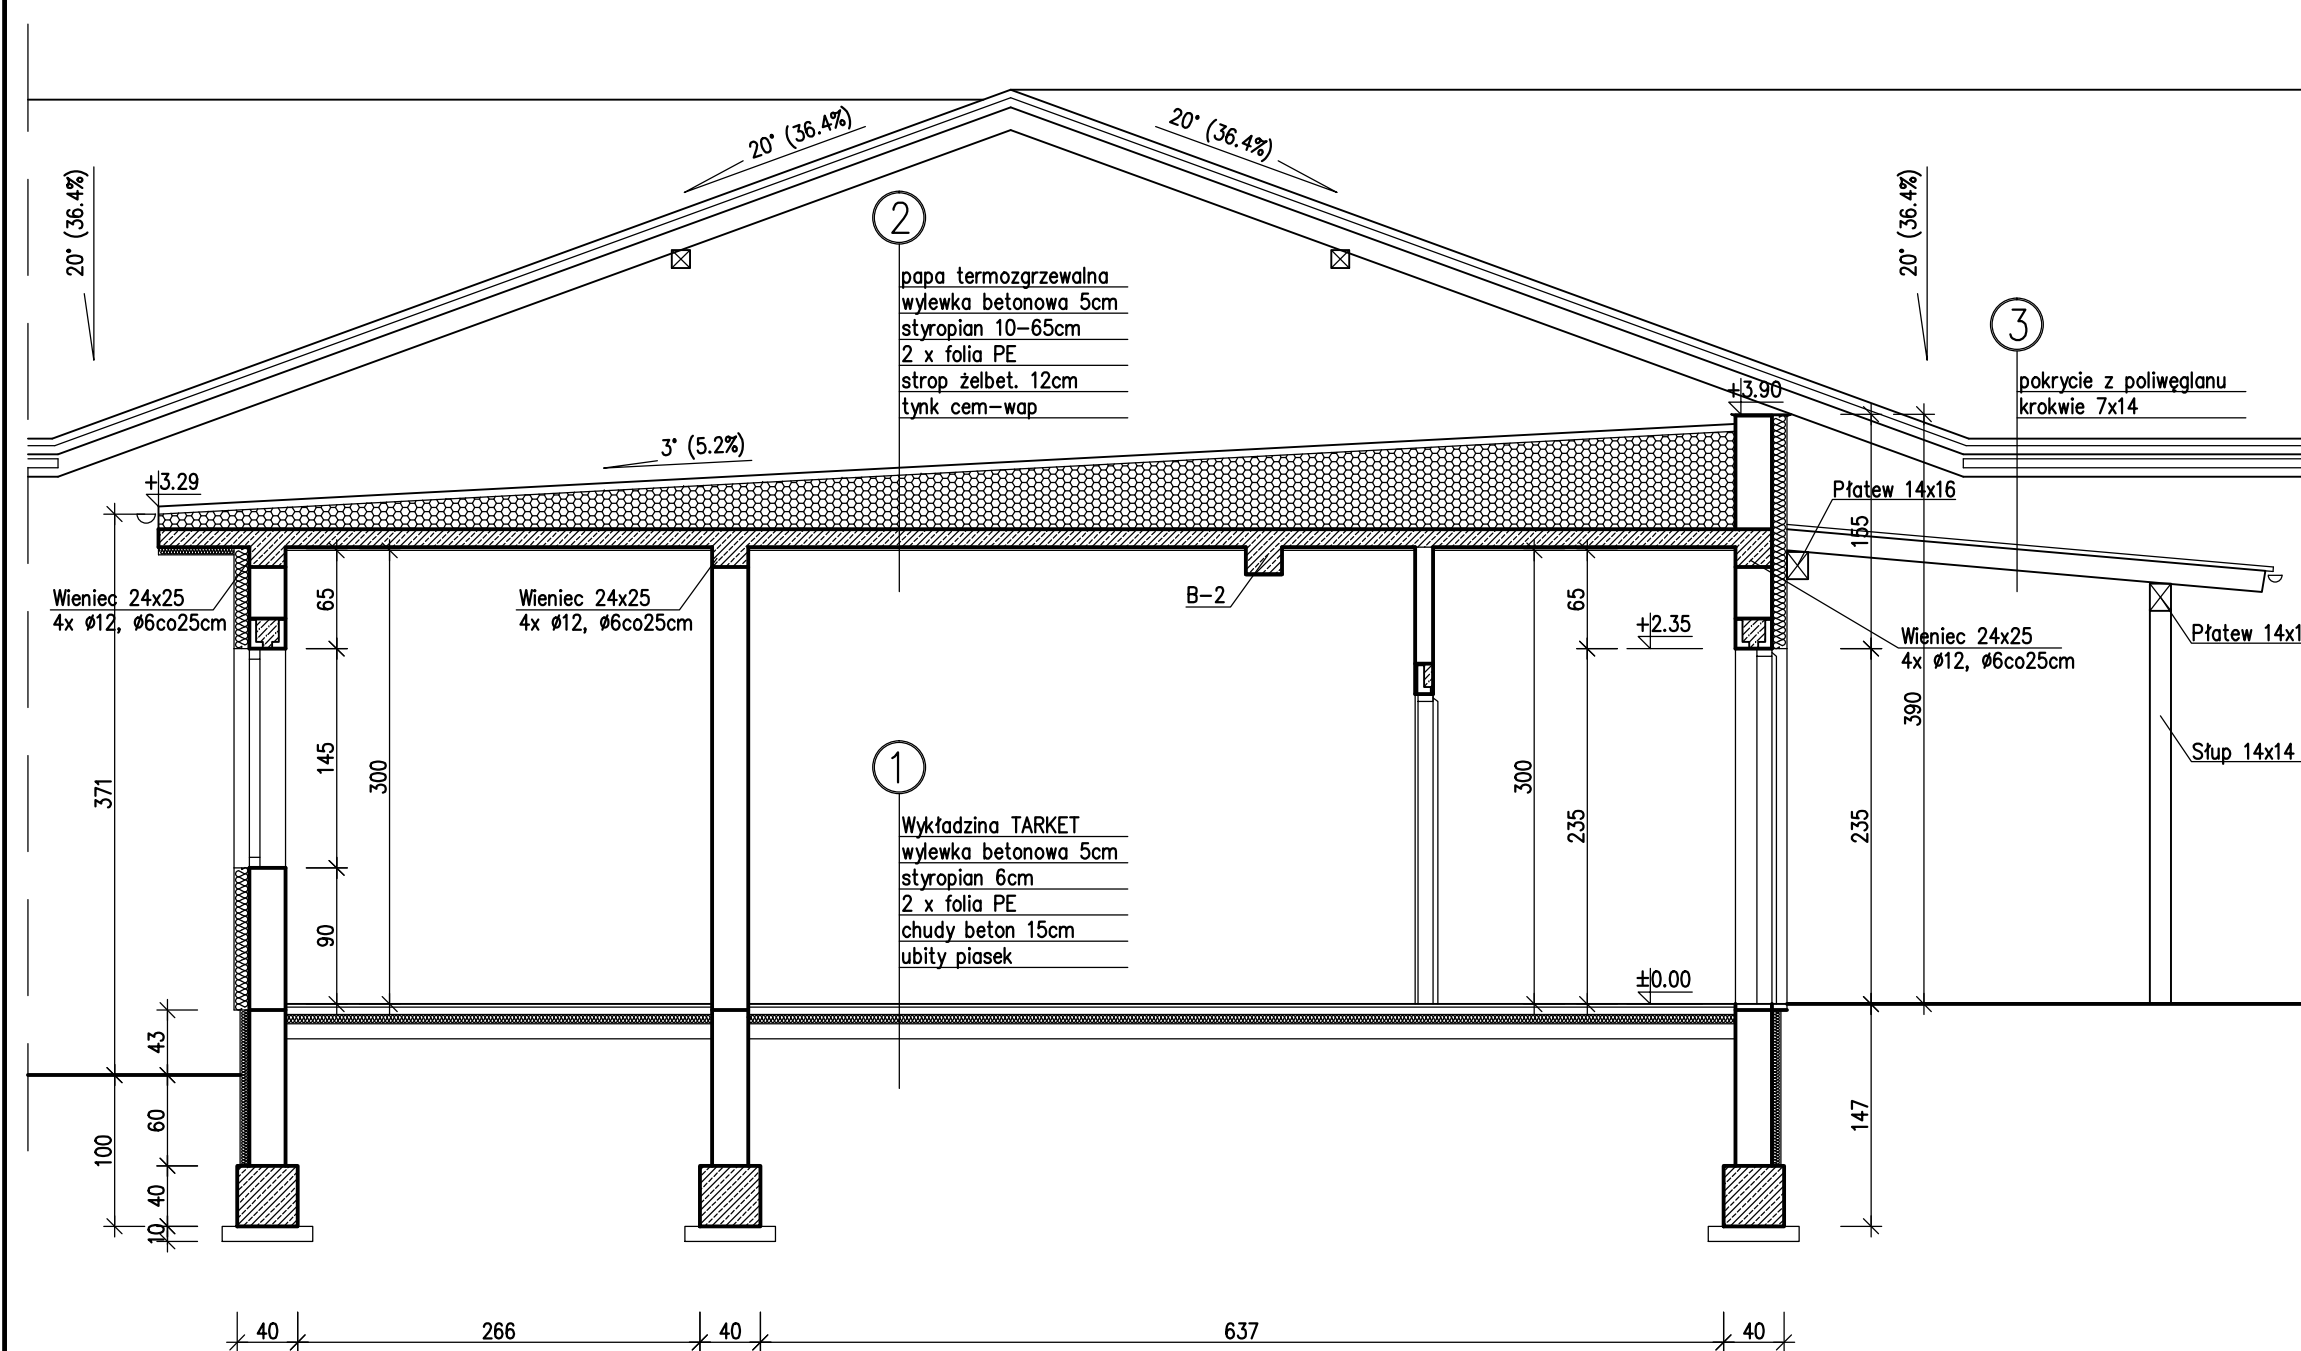 20° (36.4%)
20° (36.4%)
20° (36.4%)
20° (36.4%)
2
papa termozgrzewalna
wylewka betonowa 5cm
styropian 10-65cm
2 x folia PE
strop żelbet. 12cm
tynk cem-wap
3
pokrycie z poliwęglanu
krokwie 7x14
+3.90
3° (5.2%)
+3.29
Płatew 14x16
155
Wieniec 24x25
4x ø12, ø6co25cm
65
Wieniec 24x25
4x ø12, ø6co25cm
B-2
65
+2.35
Wieniec 24x25
4x ø12, ø6co25cm
Płatew 14x1
390
Słup 14x14
371
145
300
300
235
235
1
Wykładzina TARKET
wylewka betonowa 5cm
styropian 6cm
2 x folia PE
chudy beton 15cm
ubity piasek
90
±0.00
43
60
100
40
10
147
40
266
40
637
40